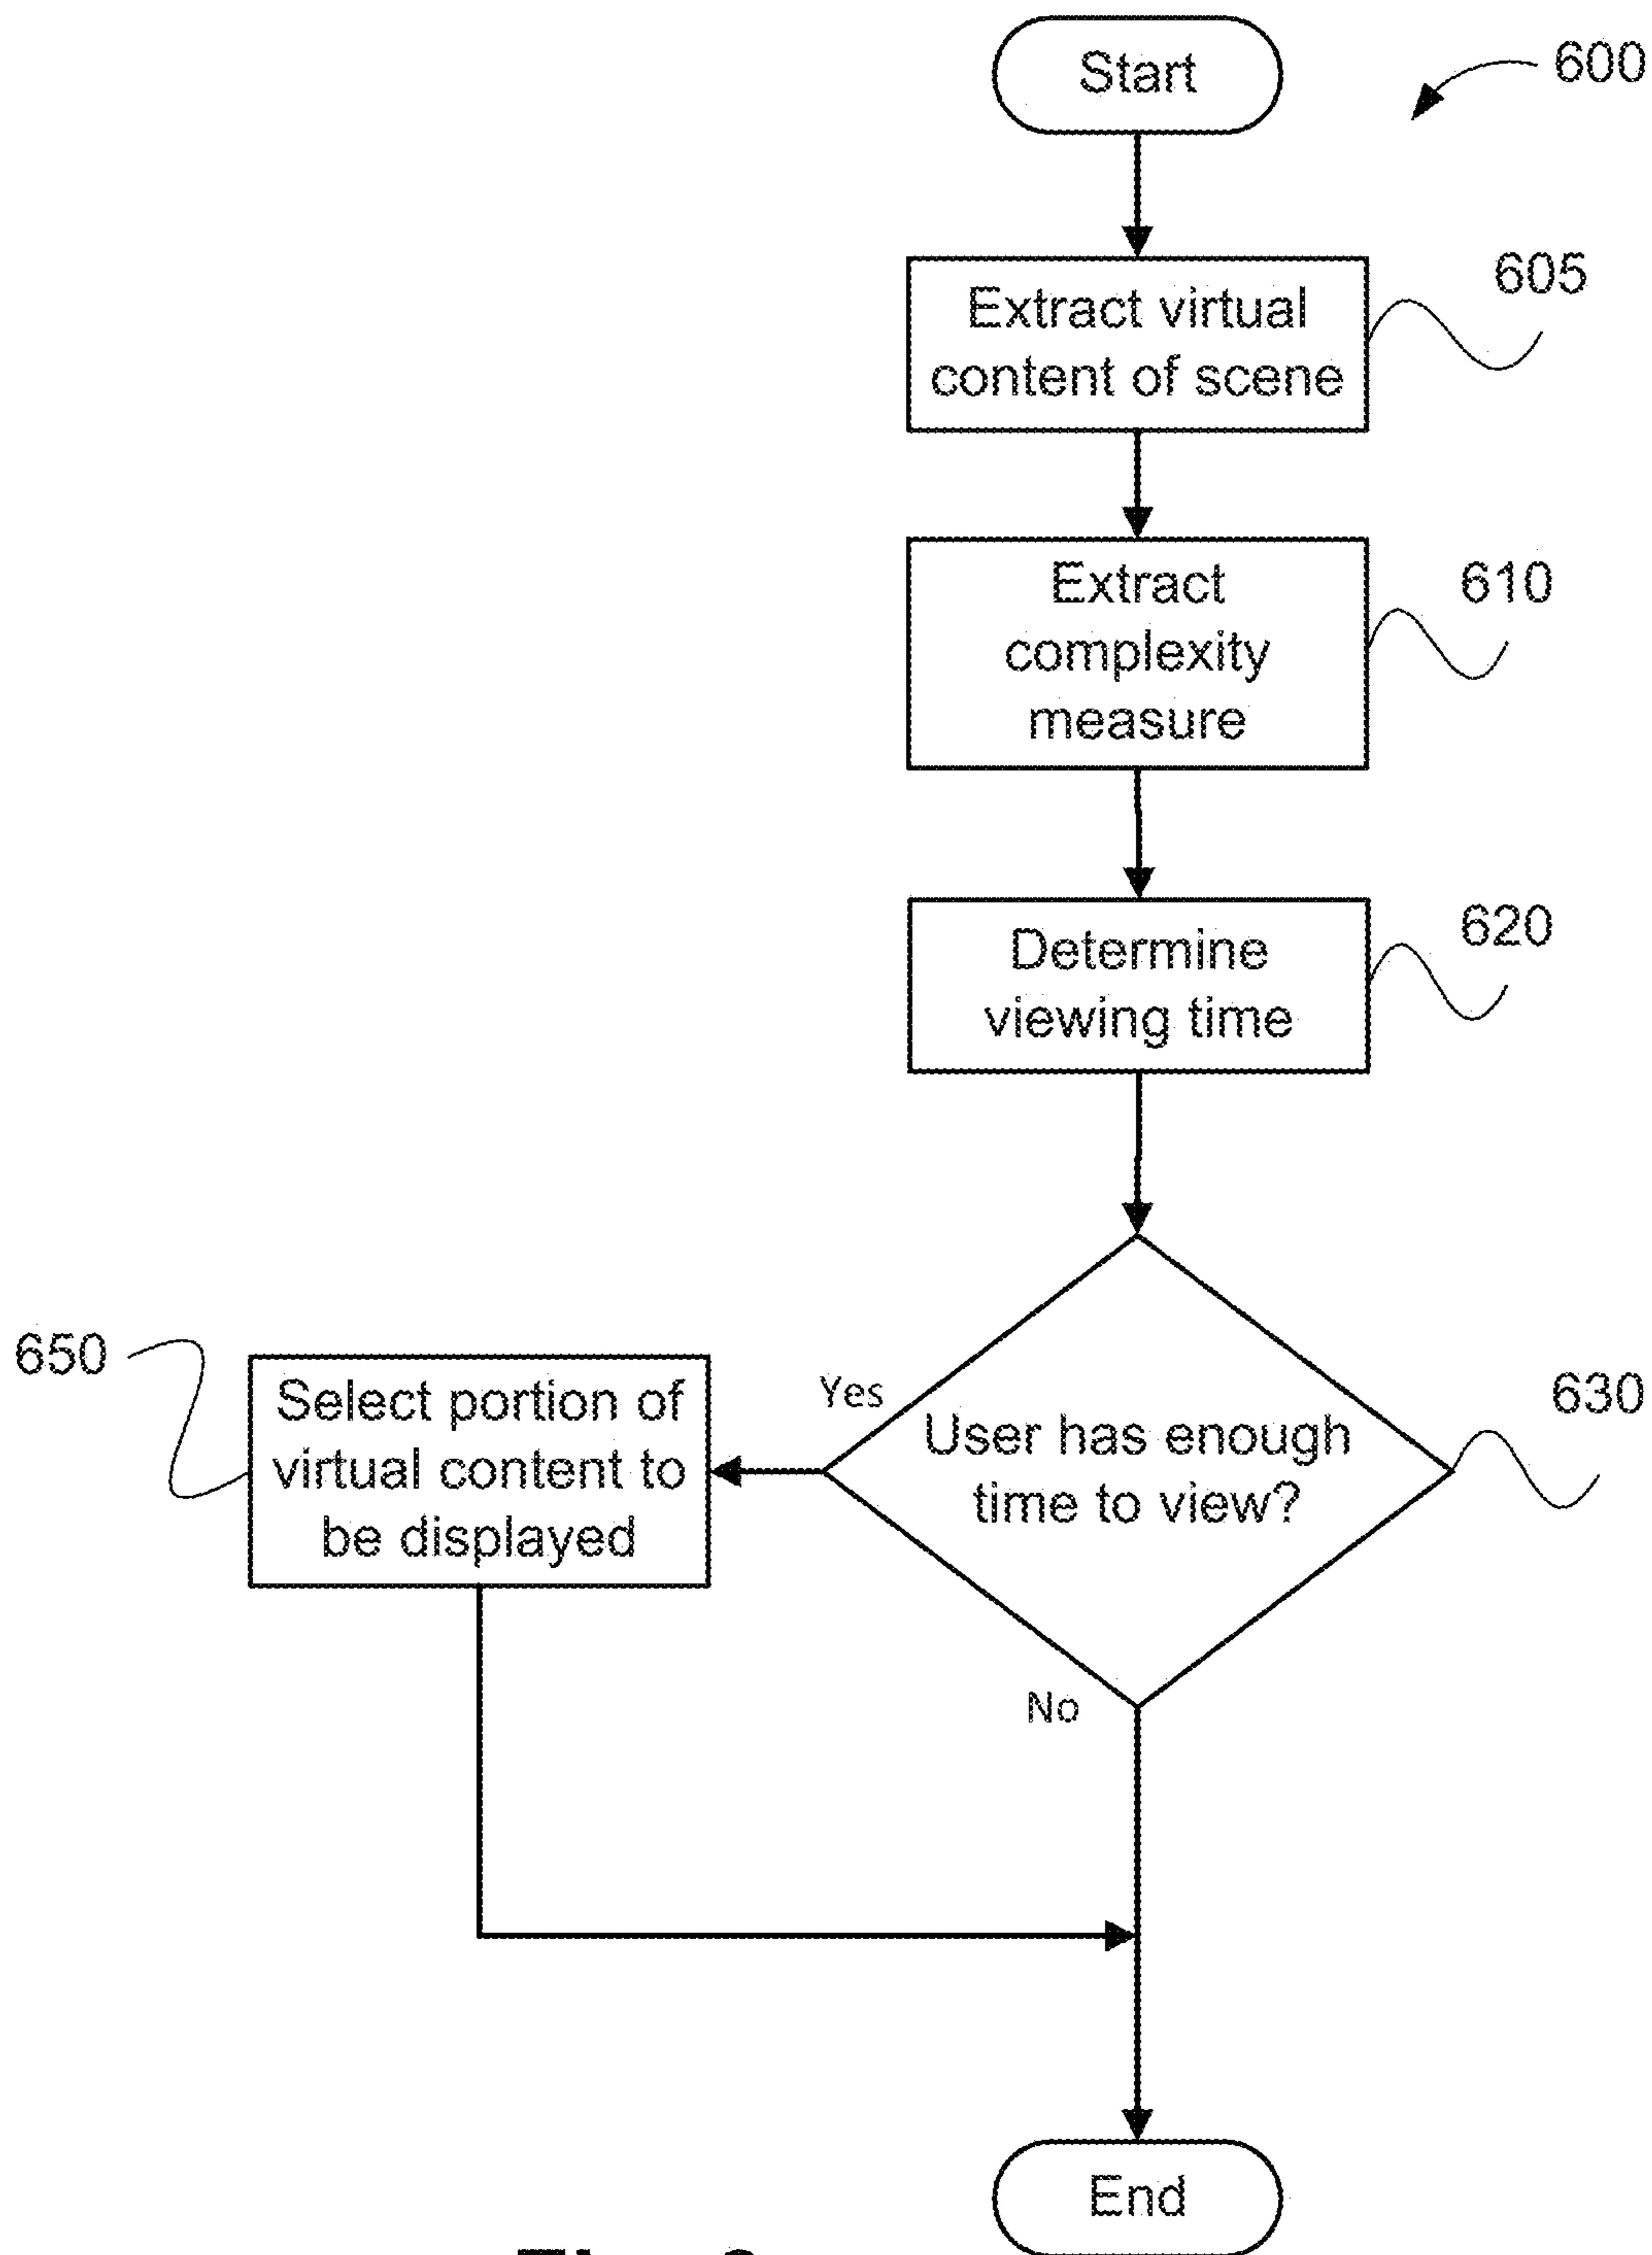 Start
600
Extract virtual
content of scene
605
Extract
complexity
measure
610
Determine
viewing time
620
650
Select portion of
virtual content to
be displayed
Yes
User has enough
time to view?
630
No
End